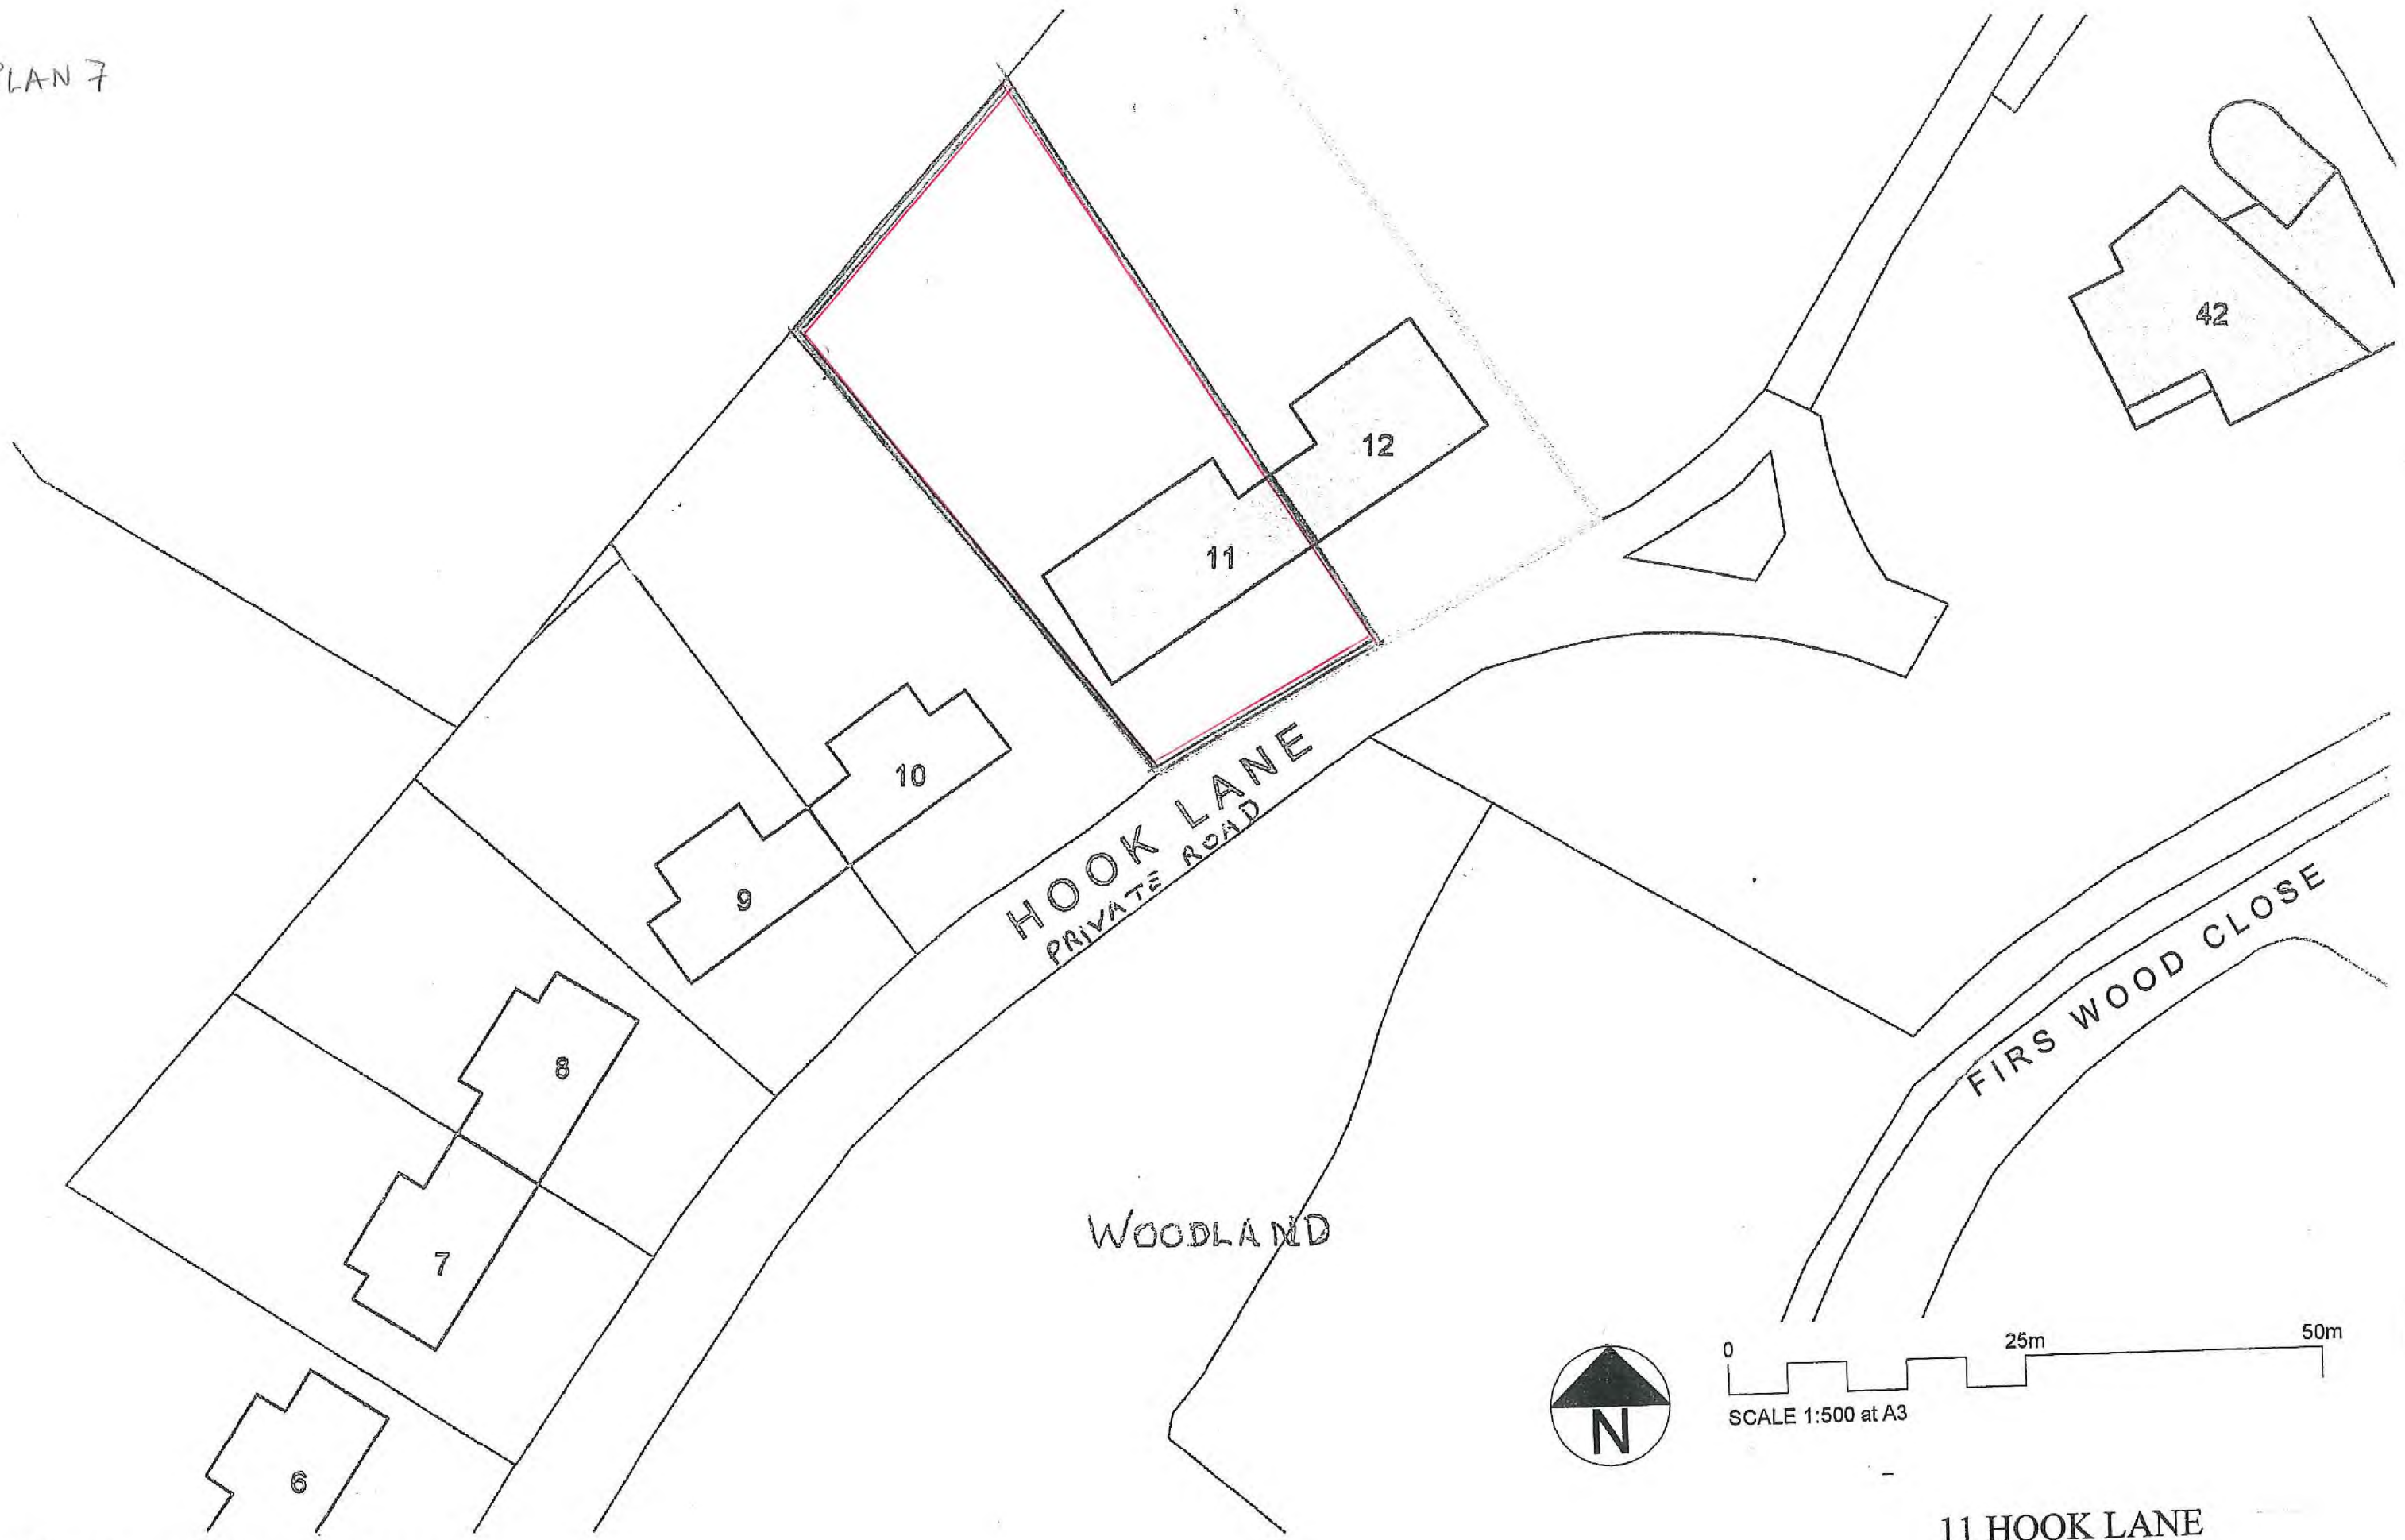 PLAN 7
42
12
11
10
9
8
7
6
HOOK LANE
PRIVATE ROAD
FIRS WOOD CLOSE
WOODLAND
0 25m 50m
SCALE 1:500 at A3
N
11 HOOK LANE